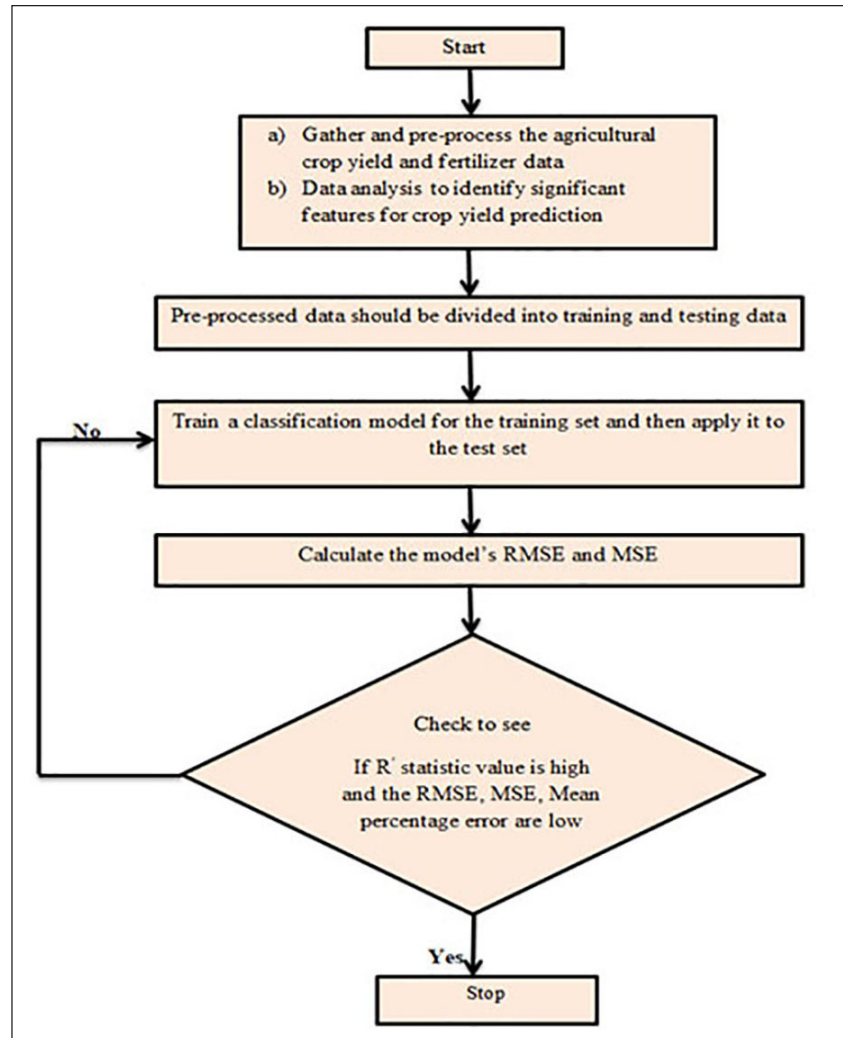 Start
a) Gather and pre-process the agricultural
crop yield and fertilizer data
b) Data analysis to identify significant
features for crop yield prediction
Pre-processed data should be divided into training and testing data
No
Train a classification model for the training set and then apply it to
the test set
Calculate the model's RMSE and MSE
Check to see
If R' statistic value is high
and the RMSE, MSE, Mean
percentage error are low
Yes
Stop